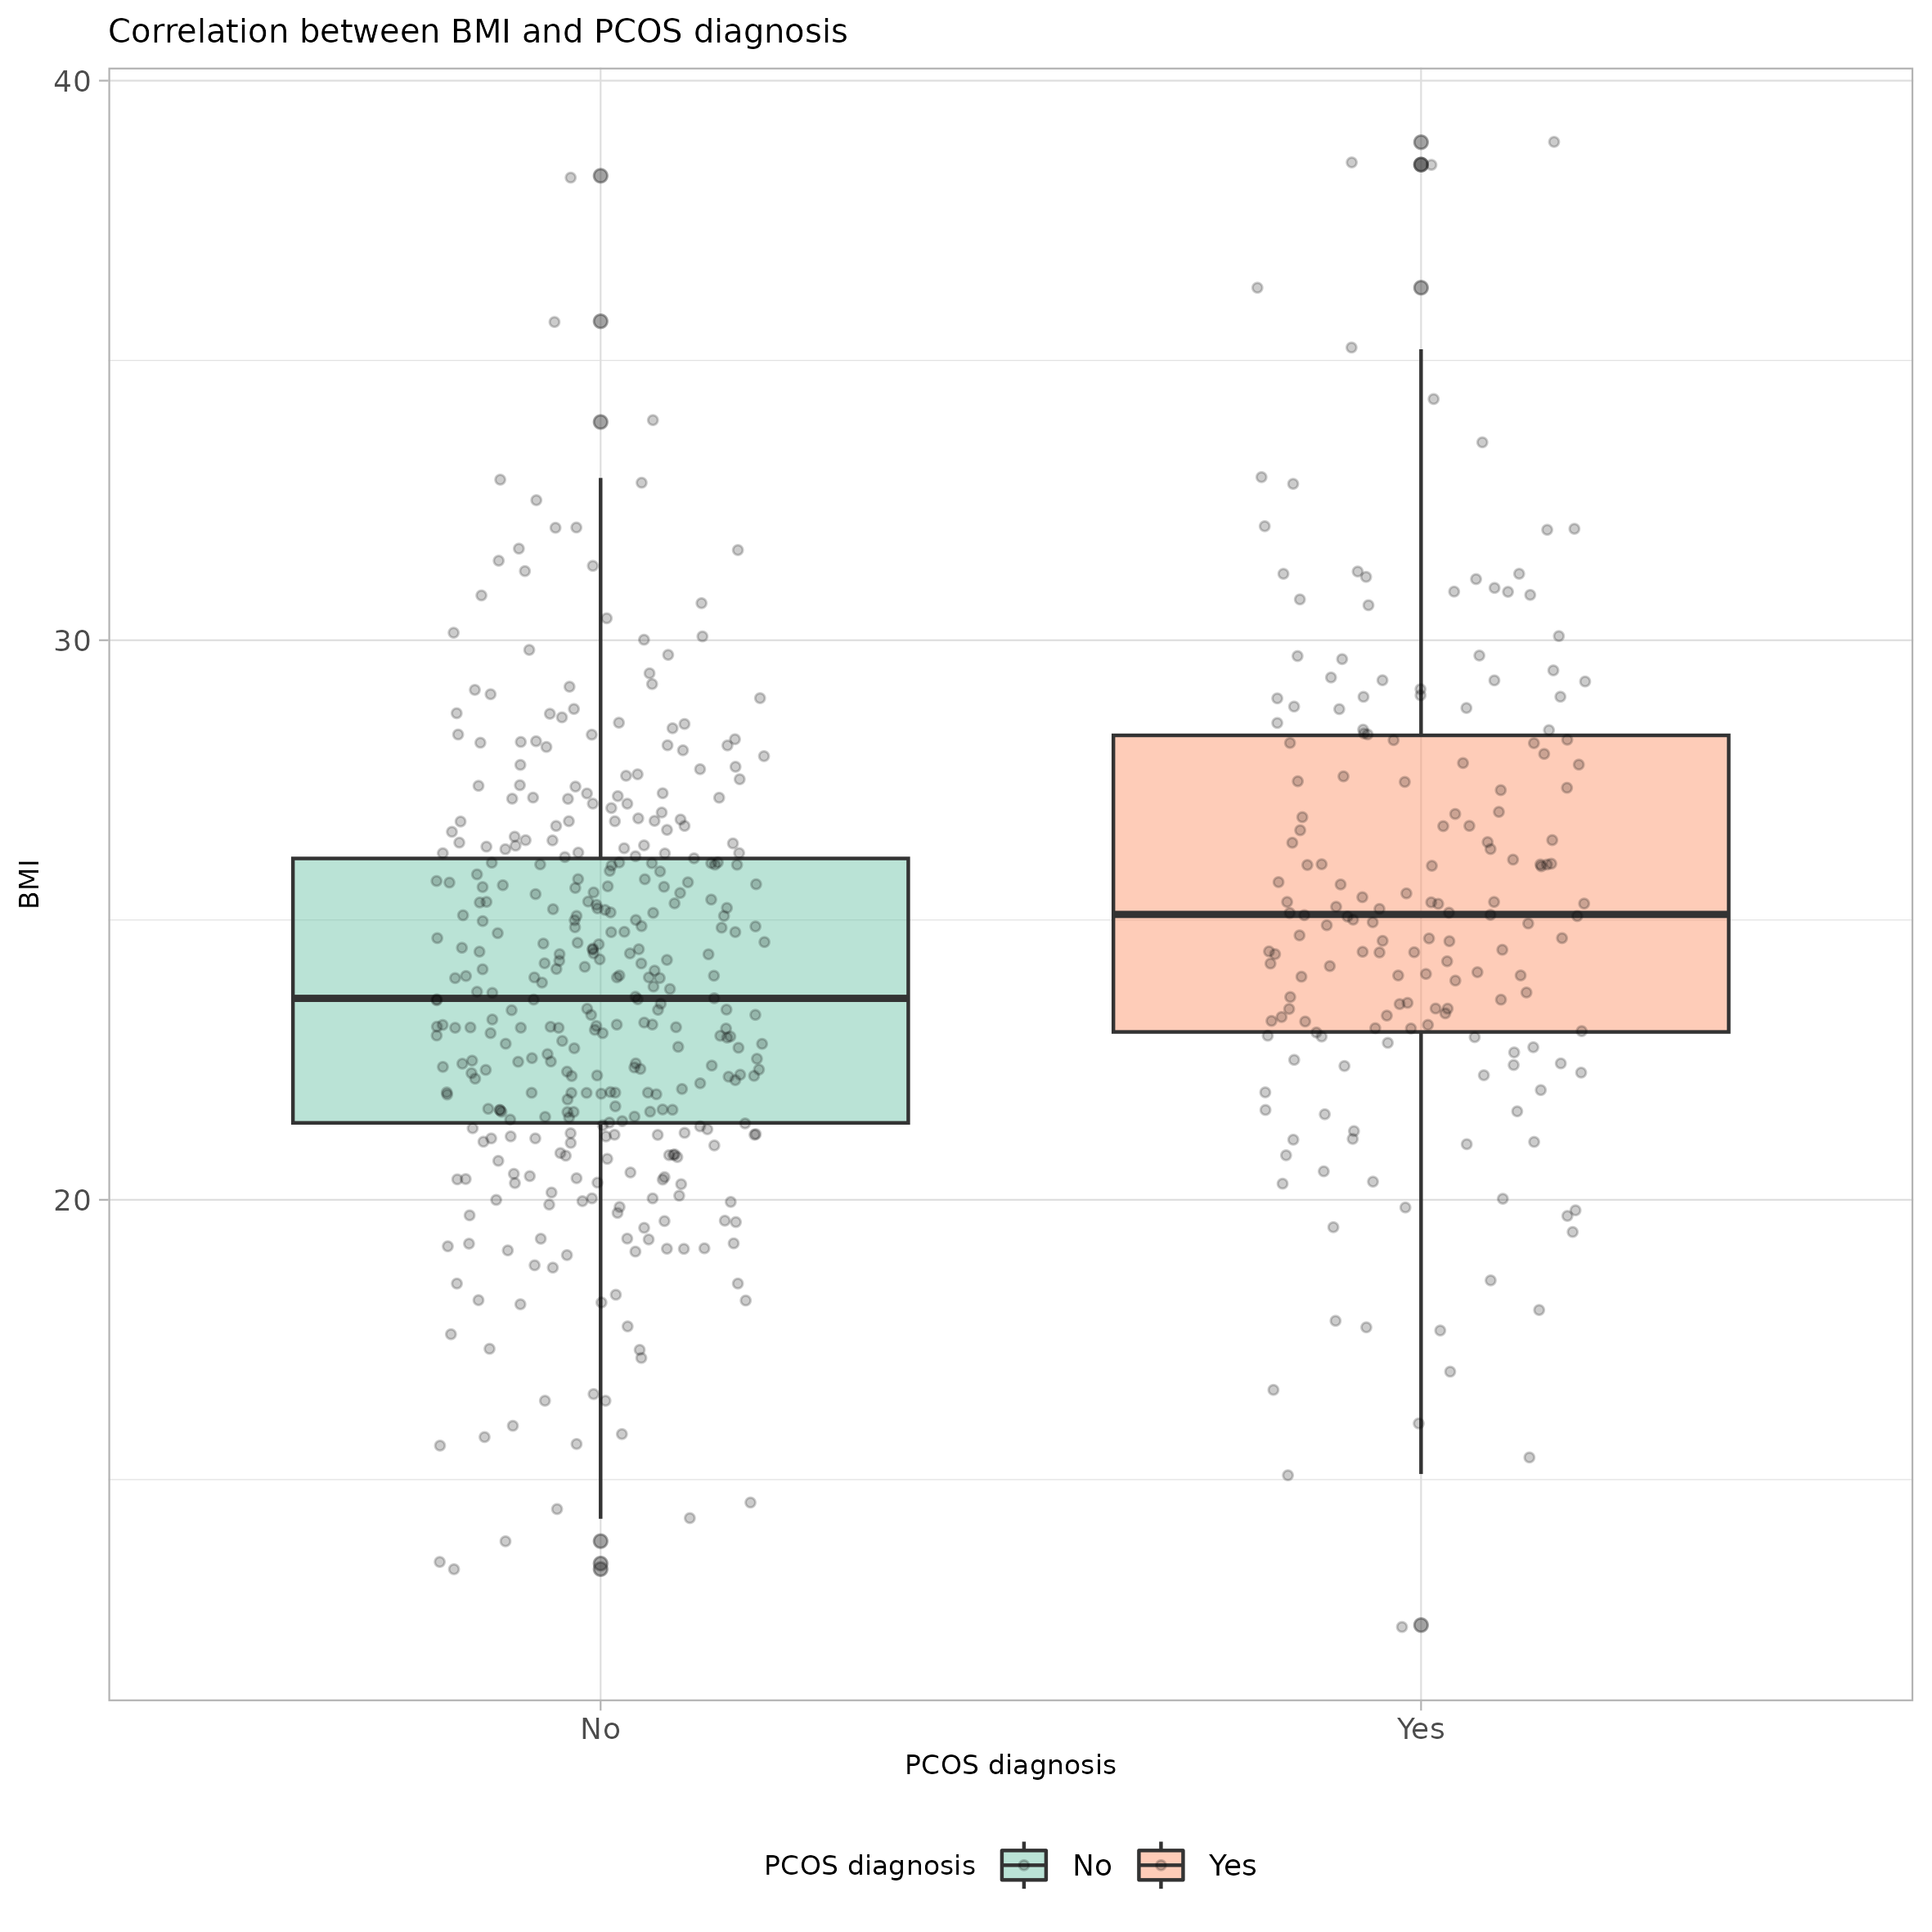 Correlation between BMI and PCOS diagnosis
40
30
20
BMI
No Yes
PCOS diagnosis
PCOS diagnosis No Yes